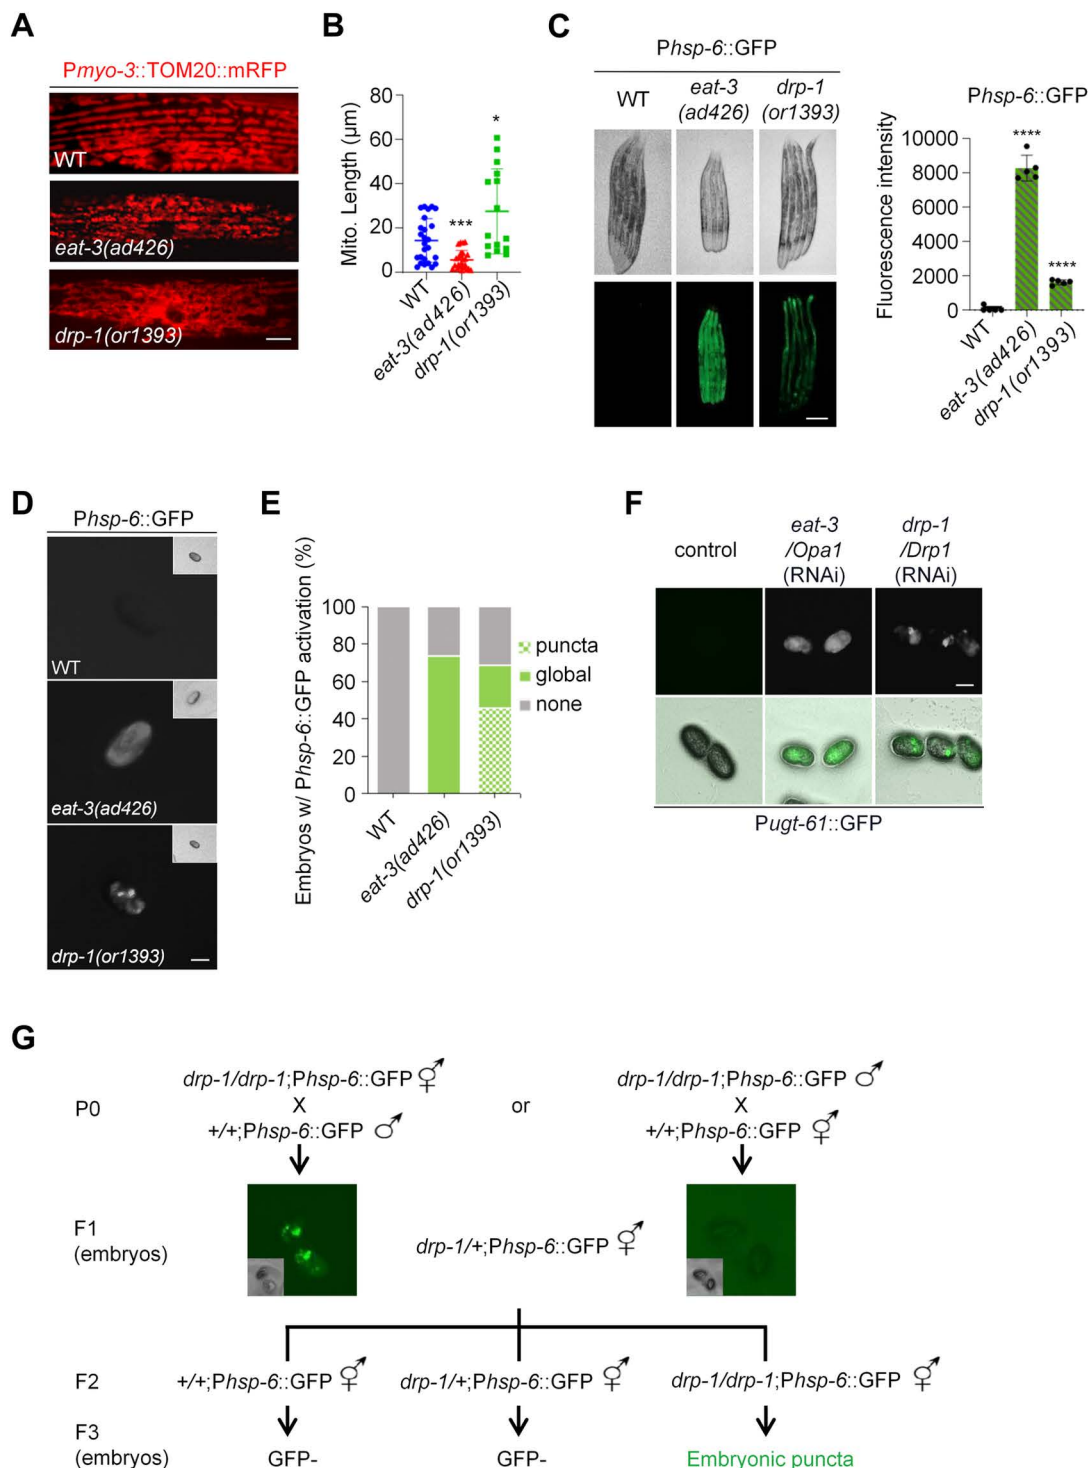 A
Pmyo-3::TOM20::mRFP
WT
eat-3(ad426)
drp-1(or1393)
B
Mito. Length (µm)
80
60
40
20
0
*
***
WT
eat-3(ad426)
drp-1(or1393)
C
Phsp-6::GFP
WT
eat-3
(ad426)
drp-1
(or1393)
Phsp-6::GFP
Fluorescence intensity
10000
8000
6000
4000
2000
0
****
****
WT
eat-3(ad426)
drp-1(or1393)
D
Phsp-6::GFP
WT
eat-3(ad426)
drp-1(or1393)
E
Embryos w/ Phsp-6::GFP activation (%)
100
80
60
40
20
0
puncta
global
none
WT
eat-3(ad426)
drp-1(or1393)
F
control
eat-3
/Opa1
(RNAi)
drp-1
/Drp1
(RNAi)
Pugt-61::GFP
G
P0
drp-1/drp-1;Phsp-6::GFP ⚥
X
+/+;Phsp-6::GFP ♂
or
drp-1/drp-1;Phsp-6::GFP ♂
X
+/+;Phsp-6::GFP ⚥
F1
(embryos)
drp-1/+;Phsp-6::GFP ⚥
F2
+/+;Phsp-6::GFP ⚥
drp-1/+;Phsp-6::GFP ⚥
drp-1/drp-1;Phsp-6::GFP ⚥
F3
(embryos)
GFP-
GFP-
Embryonic puncta